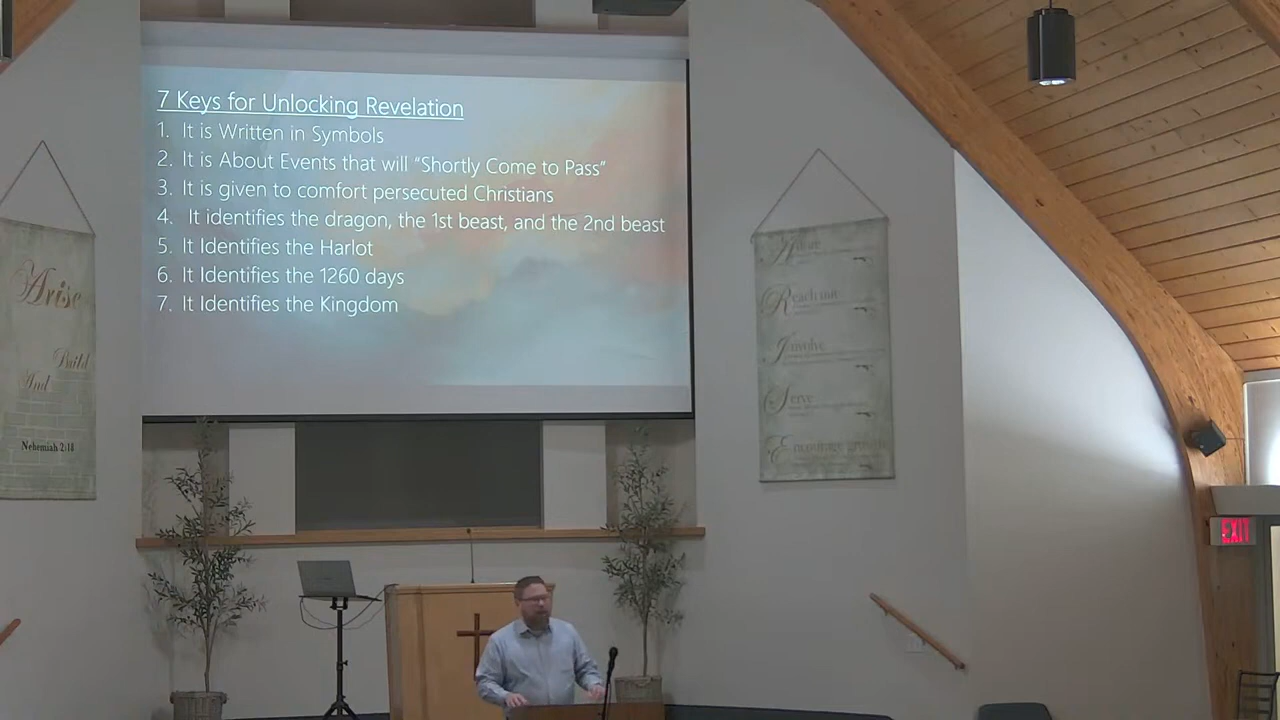 7 Keys for Unlocking Revelation
1. It is Written in Symbols
2. It is About Events that will “Shortly Come to Pass”
3. It is given to comfort persecuted Christians
4. It identifies the dragon, the 1st beast, and the 2nd beast
5. It Identifies the Harlot
6. It Identifies the 1260 days
7. It Identifies the Kingdom
Arise
Build
And
Nehemiah 2:18
Reach out
Involve
Serve
EXIT